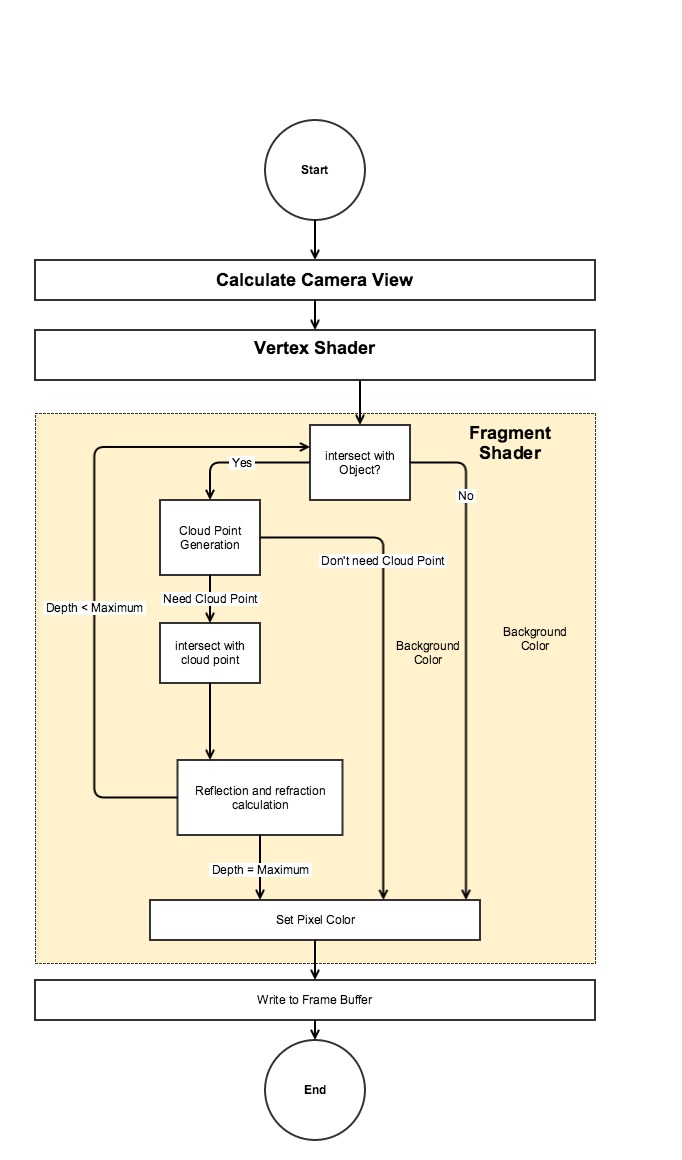 Start
Calculate Camera View
Vertex Shader
Fragment
Shader
intersect with
Object?
Yes
No
Cloud Point
Generation
Don't need Cloud Point
Need Cloud Point
Depth < Maximum
intersect with
cloud point
Background
Color
Background
Color
Reflection and refraction
calculation
Depth = Maximum
Set Pixel Color
Write to Frame Buffer
End